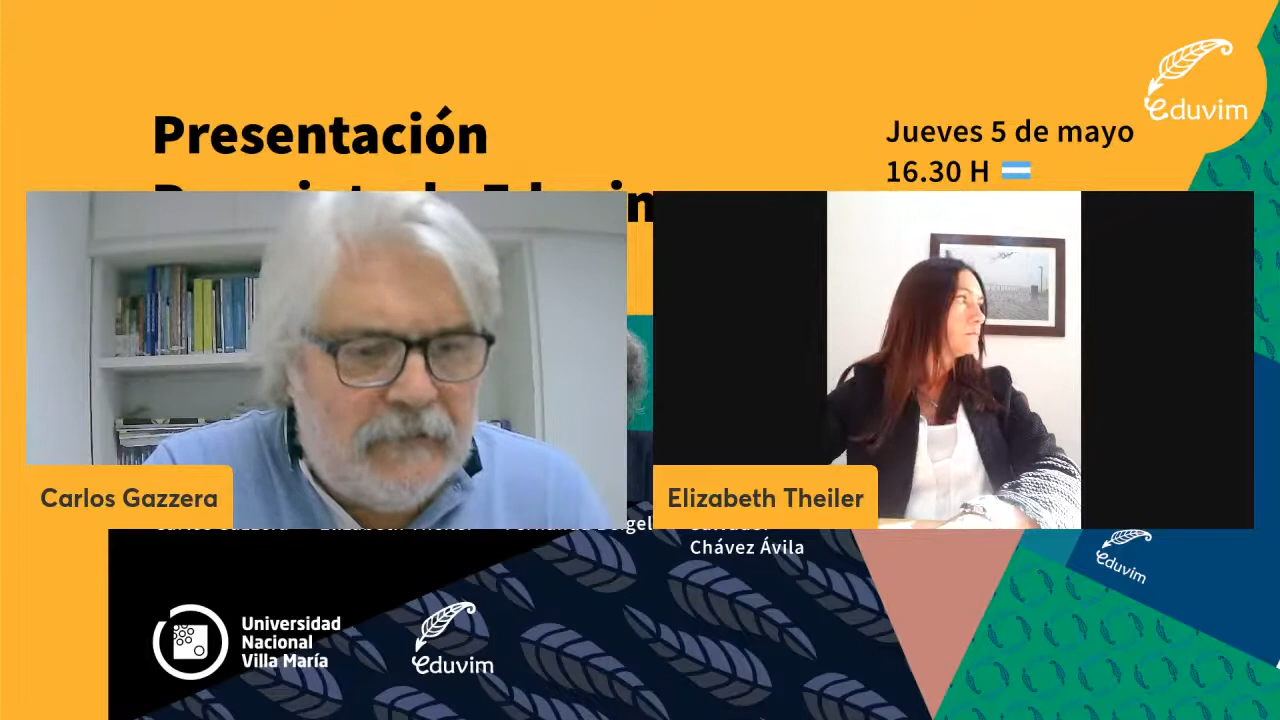 eduvim
Presentación
Jueves 5 de mayo
16.30 H
Carlos Gazzera
Elizabeth Theiler
Chávez Ávila
eduvim
Universidad
Nacional
Villa María
eduvim